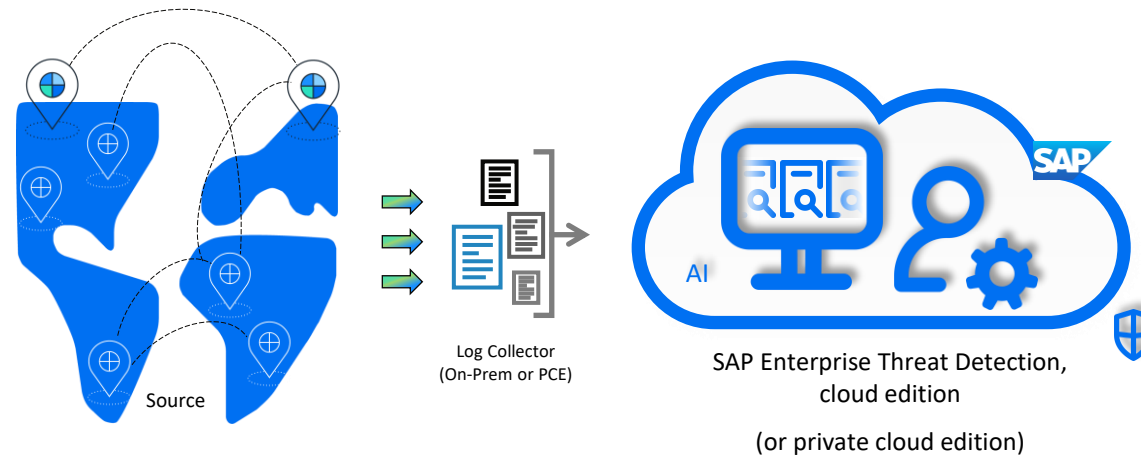 Source
Log Collector
(On-Prem or PCE)
SAP
AI
SAP Enterprise Threat Detection,
cloud edition
(or private cloud edition)